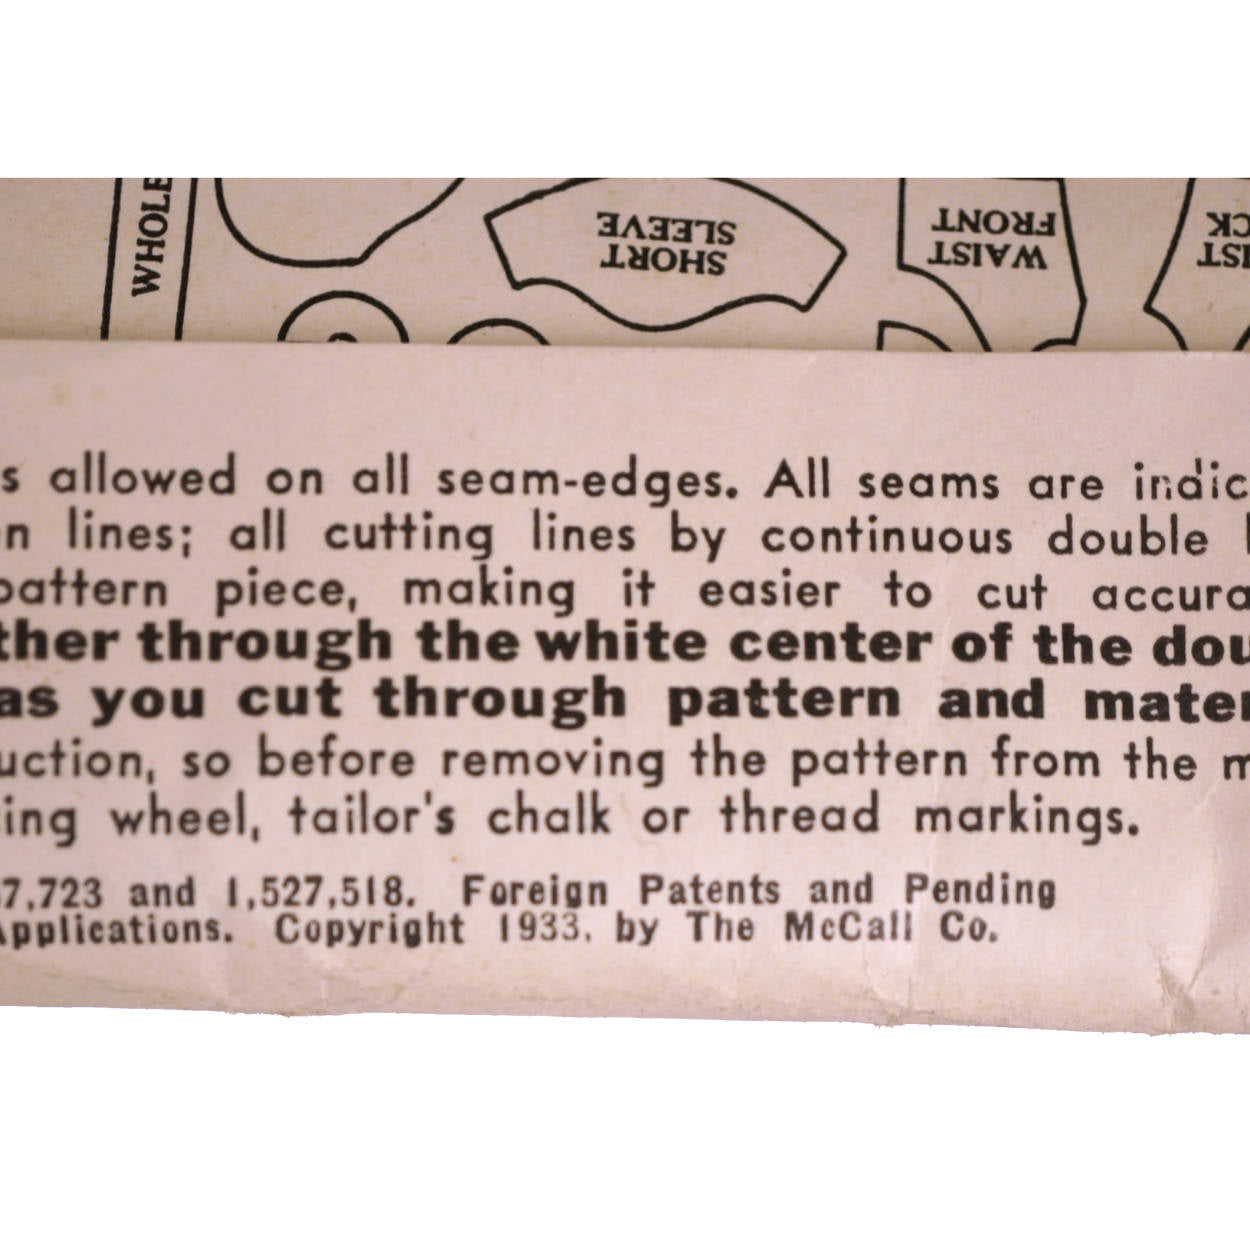 WHOLE
SHORT
SLEEVE
WAIST
FRONT
s allowed on all seam-edges. All seams are indic
n lines; all cutting lines by continuous double
pattern piece, making it easier to cut accura
ther through the white center of the dou
as you cut through pattern and mater
uction, so before removing the pattern from the m
ing wheel, tailor's chalk or thread markings.
7,723 and 1,527,518. Foreign Patents and Pending
Applications. Copyright 1933. by The McCall Co.